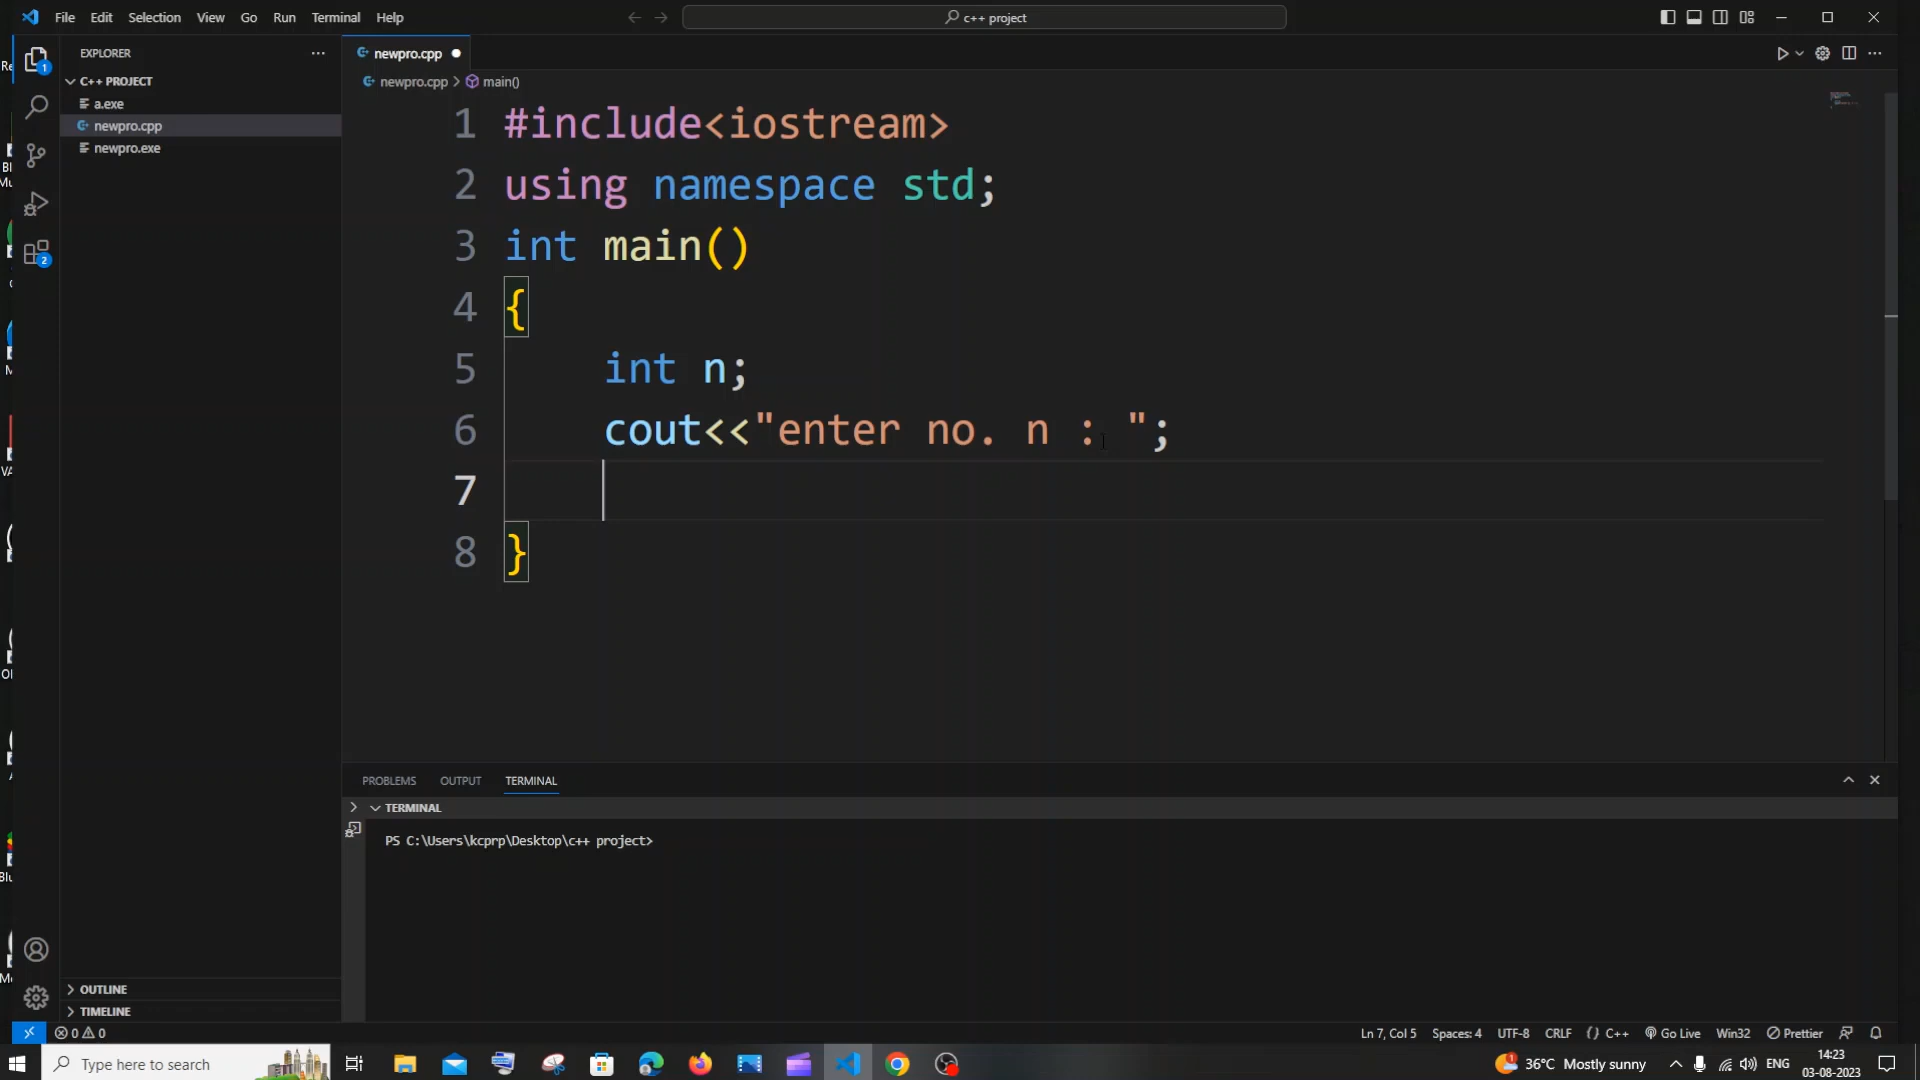 File Edit Selection View Go Run Terminal Help
c++ project
EXPLORER
newpro.cpp
C++ PROJECT
newpro.cpp > main()
a.exe
newpro.cpp
newpro.exe
1 #include<iostream>
2 using namespace std;
3 int main()
4 {
5 int n;
6 cout<<"enter no. n : ";
7
8 }
1
2
PROBLEMS OUTPUT TERMINAL
TERMINAL
PS C:\Users\kcprp\Desktop\c++ project>
OUTLINE
TIMELINE
0 0
Ln 7, Col 5 Spaces: 4 UTF-8 CRLF {} C++ Go Live Win32 Prettier
Type here to search
36°C Mostly sunny
ENG
14:23
03-08-2023